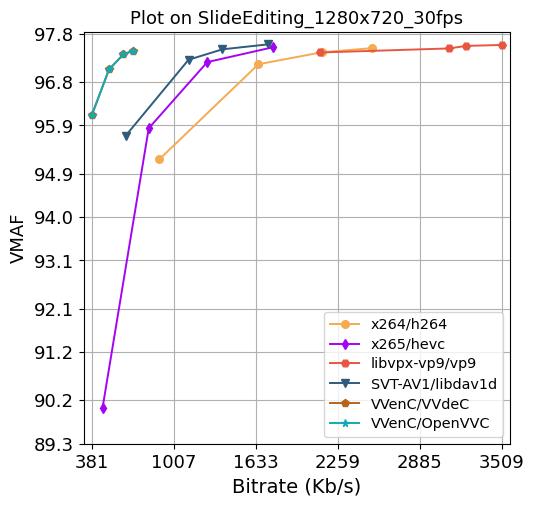 Plot on SlideEditing_1280x720_30fps
97.8
96.8
95.9
94.9
94.0
93.1
92.1
91.2
90.2
89.3
VMAF
x264/h264
x265/hevc
libvpx-vp9/vp9
SVT-AV1/libdav1d
VVenC/VVdeC
VVenC/OpenVVC
381 1007 1633 2259 2885 3509
Bitrate (Kb/s)